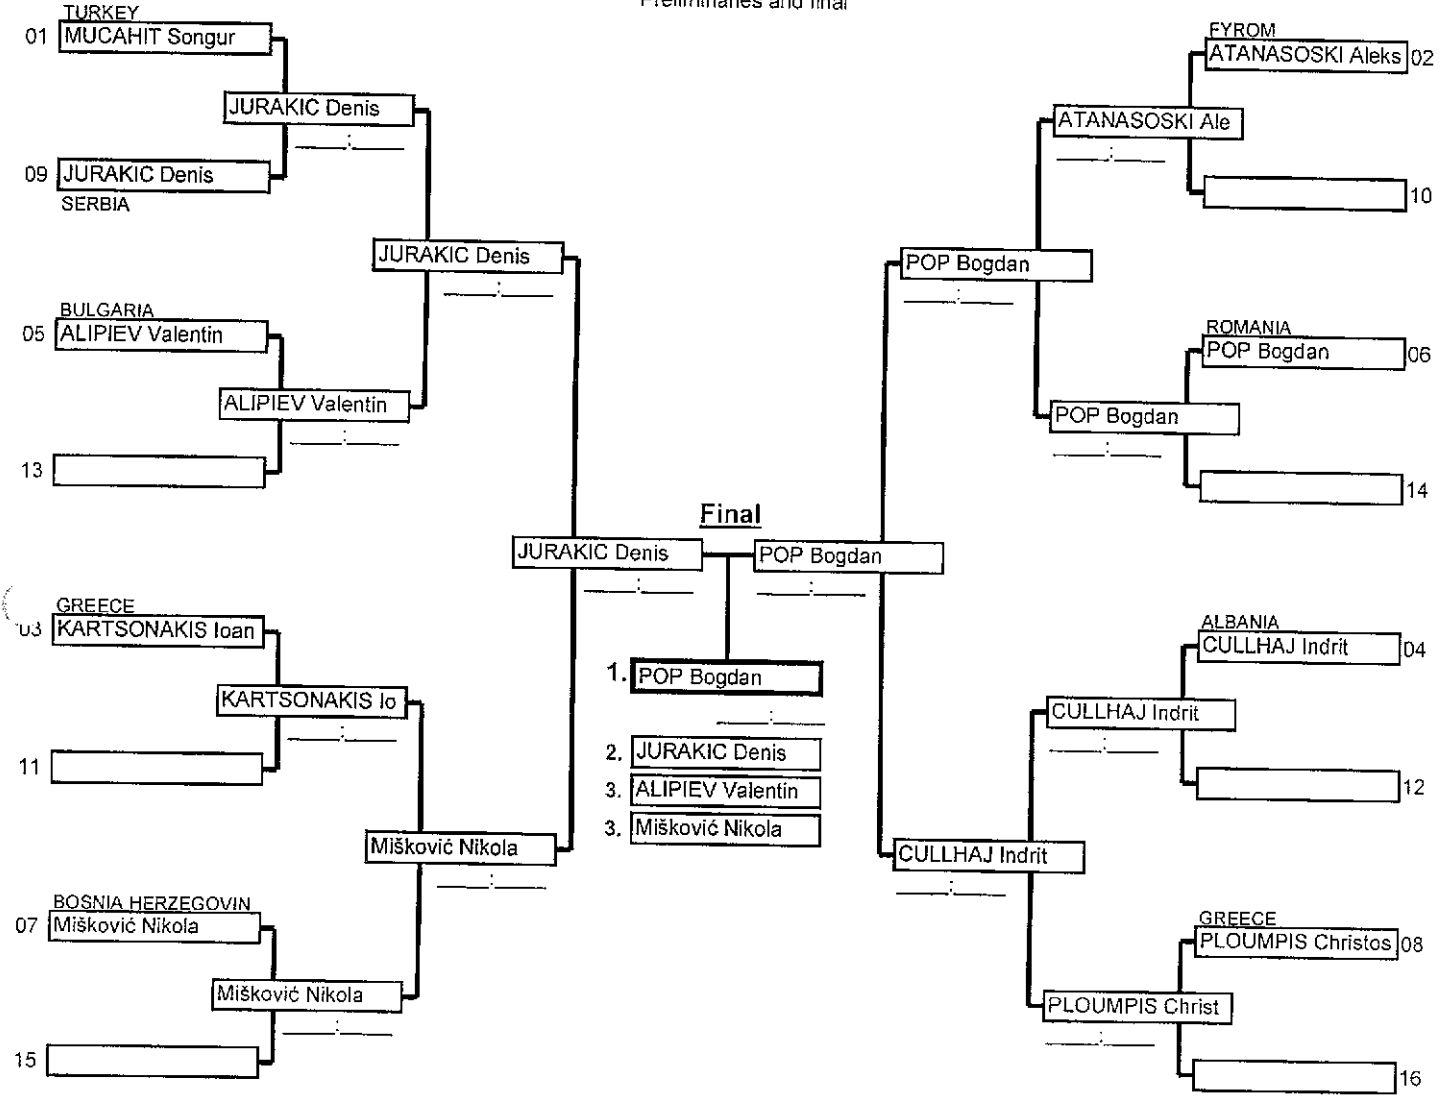 Preliminaries and final
TURKEY
01 MUCAHIT Songur
JURAKIC Denis
:
09 JURAKIC Denis
SERBIA
JURAKIC Denis
:
BULGARIA
05 ALIPIEV Valentin
ALIPIEV Valentin
:
13
GREECE
03 KARTSONAKIS Ioan
KARTSONAKIS Io
:
11
Mišković Nikola
:
BOSNIA HERZEGOVIN
07 Mišković Nikola
Mišković Nikola
:
15
Final
JURAKIC Denis
:
POP Bogdan
:
1. POP Bogdan
:
2. JURAKIC Denis
3. ALIPIEV Valentin
3. Mišković Nikola
FYROM
ATANASOSKI Aleks 02
ATANASOSKI Ale
:
10
POP Bogdan
:
ROMANIA
POP Bogdan 06
POP Bogdan
:
14
ALBANIA
CULLHAJ Indrit 04
CULLHAJ Indrit
:
12
CULLHAJ Indrit
:
GREECE
PLOUMPIS Christos 08
PLOUMPIS Christ
:
16